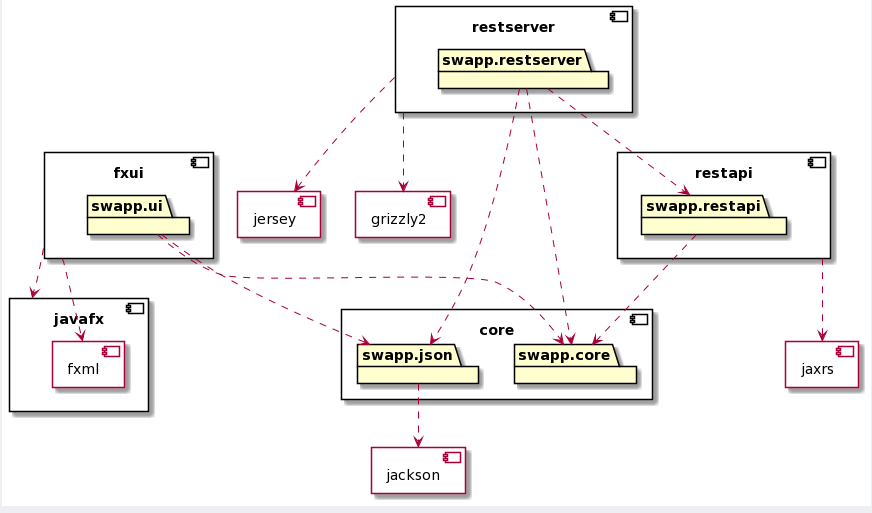 restserver
swapp.restserver
fxui
swapp.ui
jersey
grizzly2
restapi
swapp.restapi
javafx
fxml
core
swapp.json
swapp.core
jaxrs
jackson